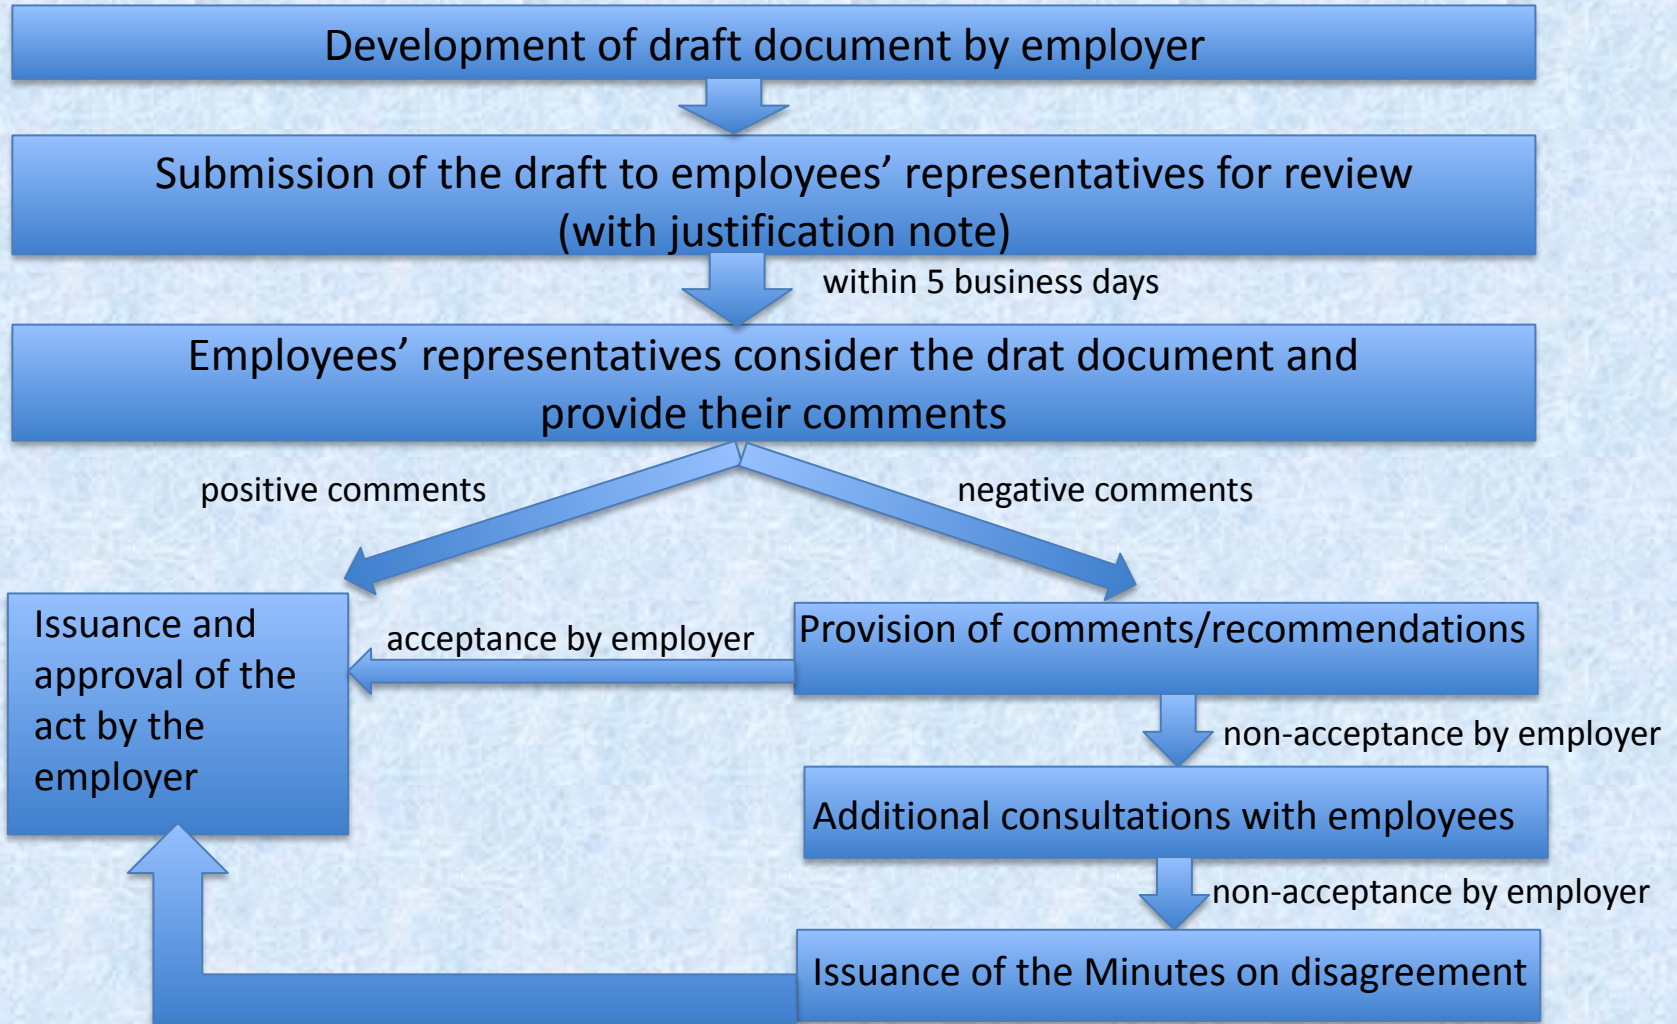 Development of draft document by employer
Submission of the draft to employees’ representatives for review
(with justification note)
within 5 business days
Employees’ representatives consider the drat document and
provide their comments
positive comments
negative comments
Issuance and
approval of the
act by the
employer
acceptance by employer
Provision of comments/recommendations
non-acceptance by employer
Additional consultations with employees
non-acceptance by employer
Issuance of the Minutes on disagreement